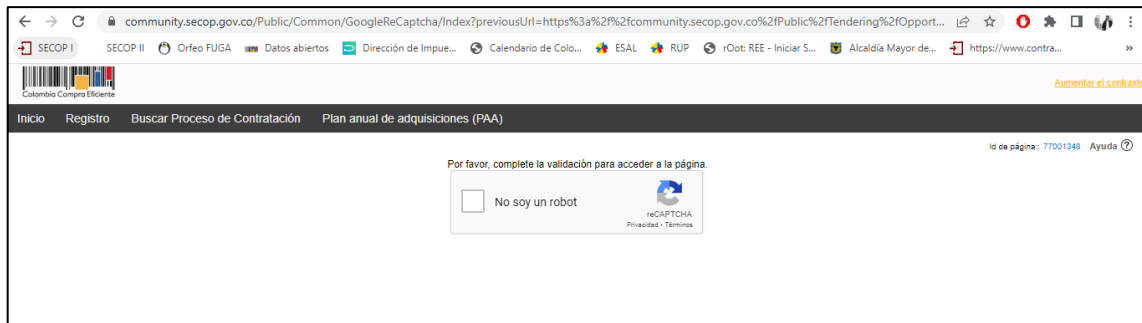 community.secop.gov.co/Public/Common/GoogleReCaptcha/Index?previousUrl=https%3a%2f%2fcommunity.secop.gov.co%2fPublic%2fTendering%2fOpport...
SECOP I SECOP II Orfeo FUGA Datos abiertos Dirección de Impue... Calendario de Colo... ESAL RUP rOot: REE - Iniciar S... Alcaldía Mayor de... https://www.contra... »
Colombia Compra Eficiente
Aumentar el contraste
Inicio Registro Buscar Proceso de Contratación Plan anual de adquisiciones (PAA)
Id de página:: 77001348 Ayuda ?
Por favor, complete la validación para acceder a la página.
No soy un robot
reCAPTCHA
Privacidad - Términos